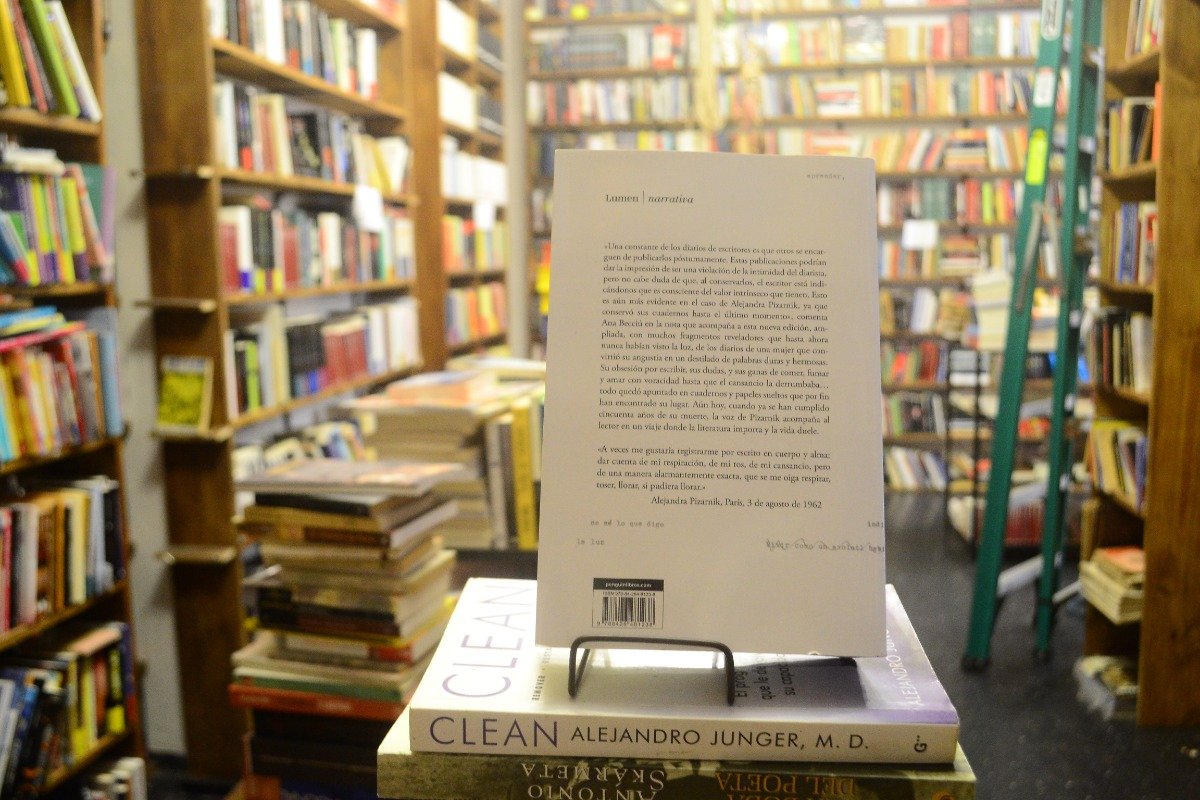 aprender,
Lumen | narrativa
«Una constante de los diarios de escritores es que otros se encar-
guen de publicarlos póstumamente. Estas publicaciones podrían
dar la impresión de ser una violación de la intimidad del diarista,
pero no cabe duda de que, al conservarlos, el escritor está indi-
cándonos que es consciente del valor intrínseco que tienen. Esto
es aún más evidente en el caso de Alejandra Pizarnik, ya que
conservó sus cuadernos hasta el último momento», comenta
Ana Becciú en la nota que acompaña a esta nueva edición, am-
pliada, con muchos fragmentos reveladores que hasta ahora
nunca habían visto la luz, de los diarios de una mujer que con-
virtió su angustia en un destilado de palabras duras y hermosas.
Su obsesión por escribir, sus dudas, y sus ganas de comer, fumar
y amar con voracidad hasta que el cansancio la derrumbaba...
todo quedó apuntado en cuadernos y papeles sueltos que por fin
han encontrado su lugar. Aún hoy, cuando ya se han cumplido
cincuenta años de su muerte, la voz de Pizarnik acompaña al
lector en un viaje donde la literatura importa y la vida duele.
«A veces me gustaría registrarme por escrito en cuerpo y alma:
dar cuenta de mi respiración, de mi tos, de mi cansancio, pero
de una manera alarmantemente exacta, que se me oiga respirar,
toser, llorar, si pudiera llorar.»
Alejandra Pizarnik, París, 3 de agosto de 1962
no sé lo que digo
indi
la luz
penguinlibros.com
CLEAN
REMOVER
El prog
que le d
su capa
ALEJANDRO JUNG
CLEAN ALEJANDRO JUNGER, M. D. G
ANTONIO
SKÁRMETA
DEL POETA